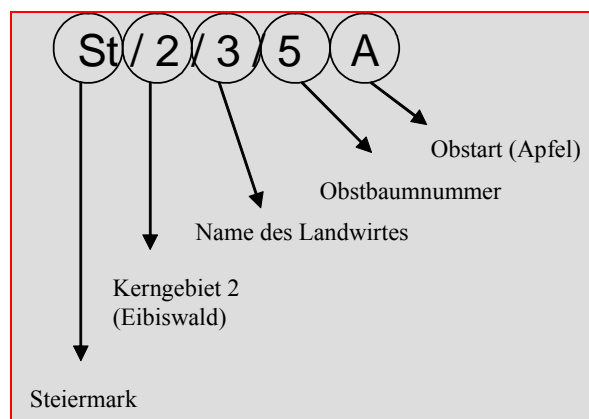 St / 2 / 3 / 5 A
Obstart (Apfel)
Obstbaumnummer
Name des Landwirtes
Kerngebiet 2
(Eibiswald)
Steiermark